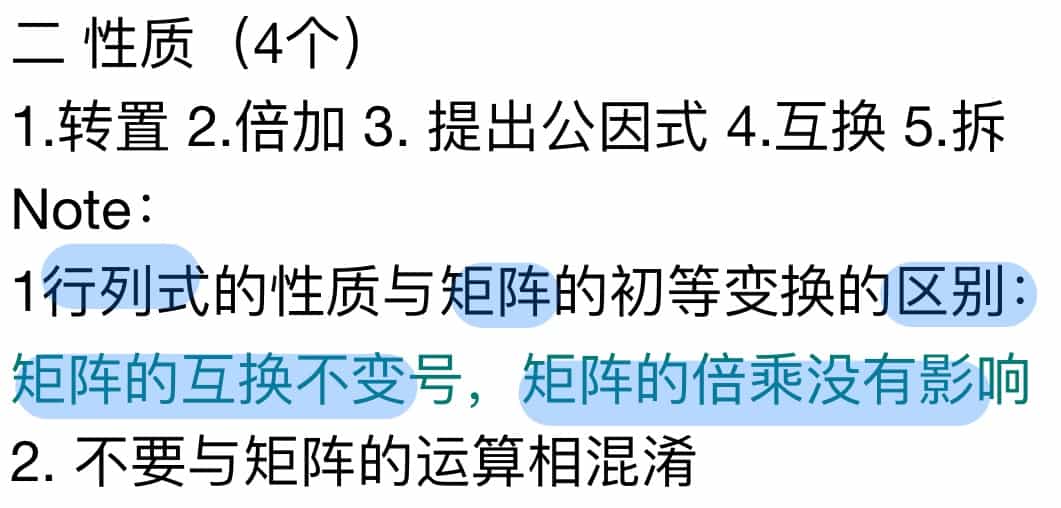 二 性质（4个）
1.转置 2.倍加 3. 提出公因式 4.互换 5.拆
Note：
1行列式的性质与矩阵的初等变换的区别：
矩阵的互换不变号，矩阵的倍乘没有影响
2. 不要与矩阵的运算相混淆